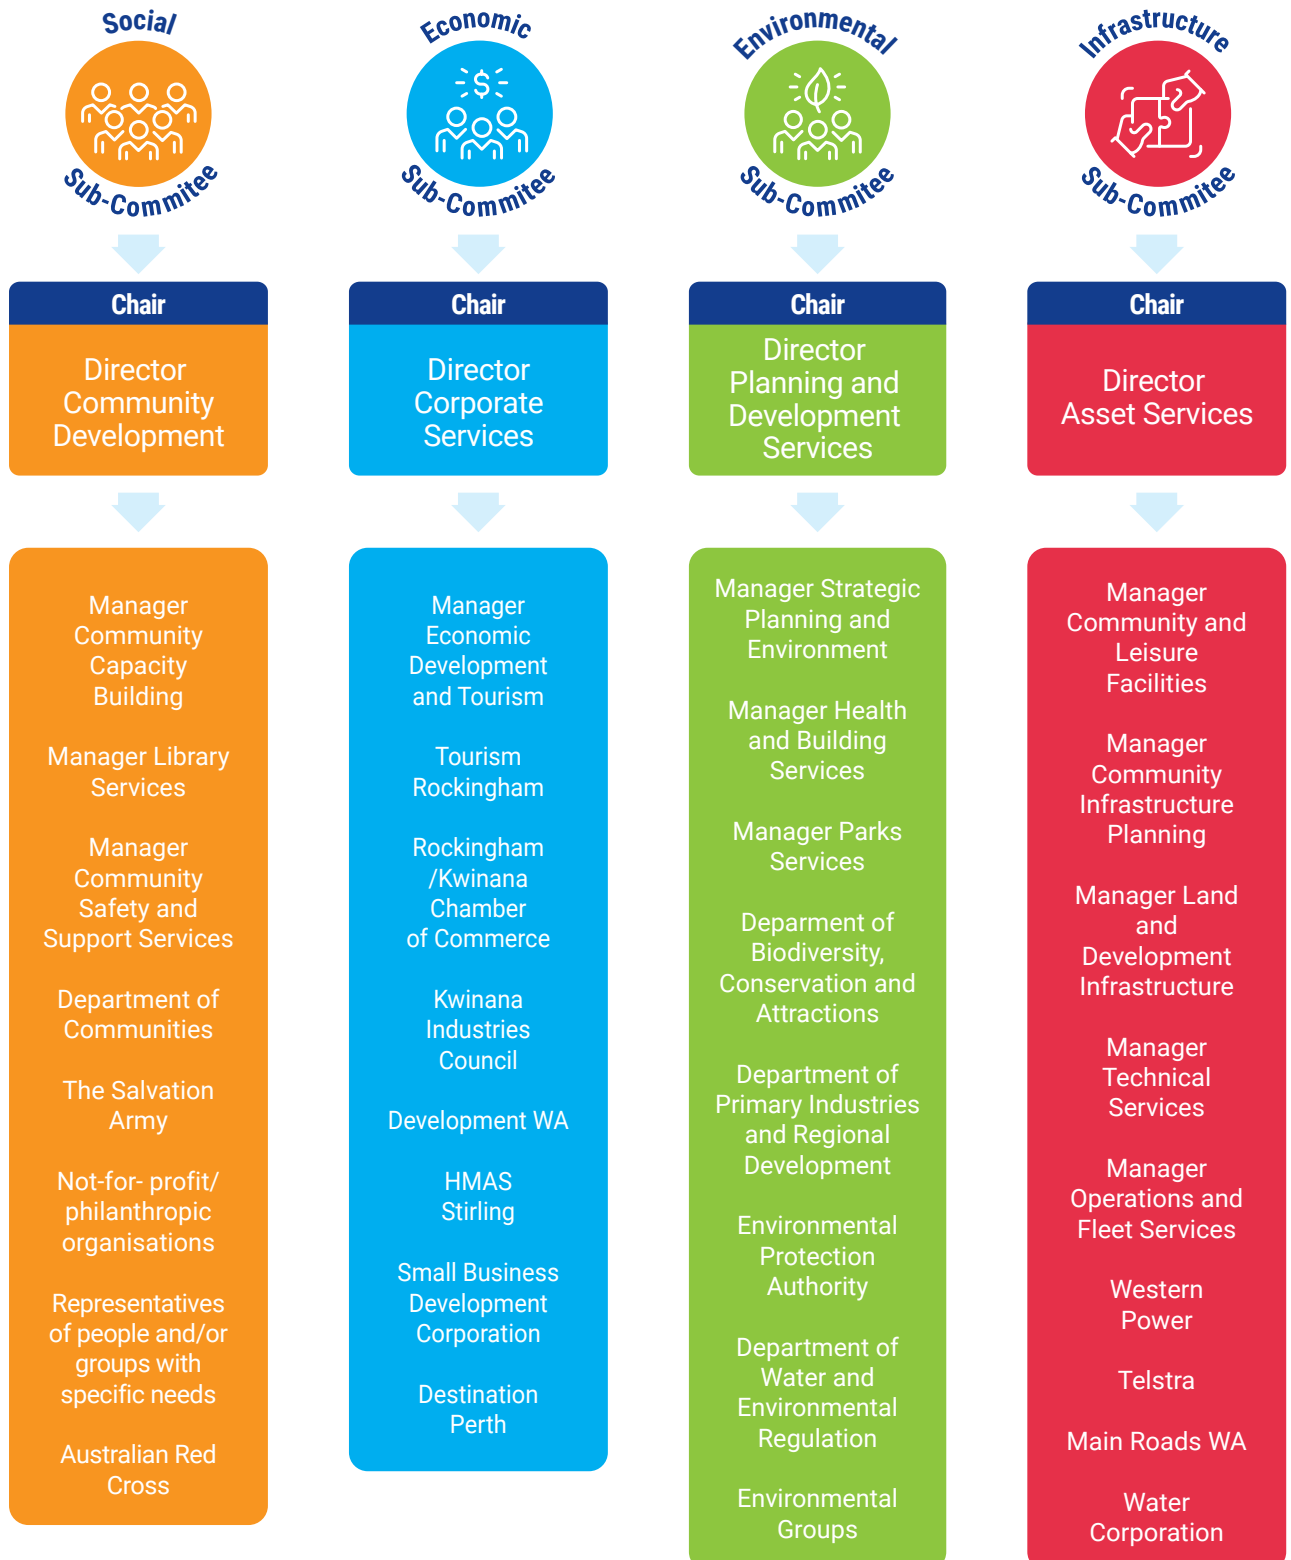 Social
Sub-Commitee
Chair
Director
Community
Development
Manager
Community
Capacity
Building
Manager Library
Services
Manager
Community
Safety and
Support Services
Department of
Communities
The Salvation
Army
Not-for- profit/
philanthropic
organisations
Representatives
of people and/or
groups with
specific needs
Australian Red
Cross
Economic
Sub-Commitee
Chair
Director
Corporate
Services
Manager
Economic
Development
and Tourism
Tourism
Rockingham
Rockingham
/Kwinana
Chamber
of Commerce
Kwinana
Industries
Council
Development WA
HMAS
Stirling
Small Business
Development
Corporation
Destination
Perth
Environmental
Sub-Commitee
Chair
Director
Planning and
Development
Services
Manager Strategic
Planning and
Environment
Manager Health
and Building
Services
Manager Parks
Services
Deparment of
Biodiversity,
Conservation and
Attractions
Department of
Primary Industries
and Regional
Development
Environmental
Protection
Authority
Department of
Water and
Environmental
Regulation
Environmental
Groups
Infrastructure
Sub-Commitee
Chair
Director
Asset Services
Manager
Community and
Leisure
Facilities
Manager
Community
Infrastructure
Planning
Manager Land
and
Development
Infrastructure
Manager
Technical
Services
Manager
Operations and
Fleet Services
Western
Power
Telstra
Main Roads WA
Water
Corporation